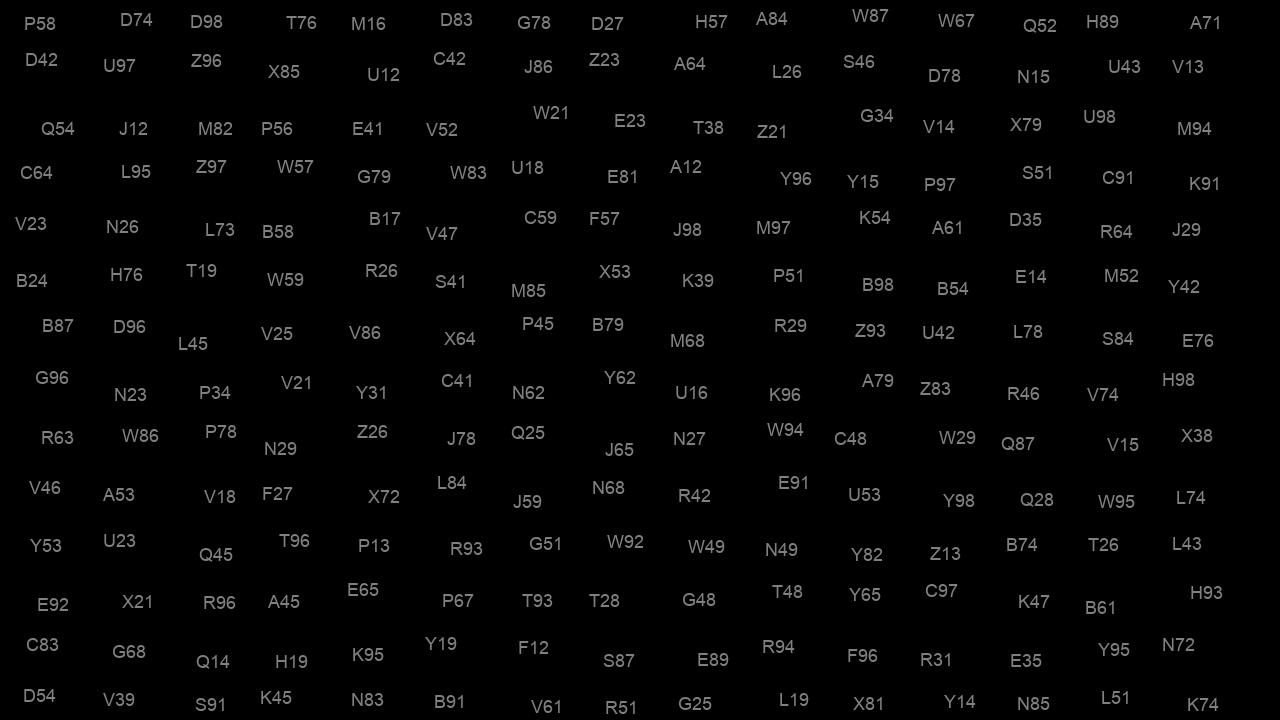 P58 D74 D98 T76 M16 D83 G78 D27 H57 A84 W87 W67 Q52 H89 A71
D42 U97 Z96 X85 U12 C42 J86 Z23 A64 L26 S46 D78 N15 U43 V13
Q54 J12 M82 P56 E41 V52 W21 E23 T38 Z21 G34 V14 X79 U98 M94
C64 L95 Z97 W57 G79 W83 U18 E81 A12 Y96 Y15 P97 S51 C91 K91
V23 N26 L73 B58 B17 V47 C59 F57 J98 M97 K54 A61 D35 R64 J29
B24 H76 T19 W59 R26 S41 M85 X53 K39 P51 B98 B54 E14 M52 Y42
B87 D96 L45 V25 V86 X64 P45 B79 M68 R29 Z93 U42 L78 S84 E76
G96 N23 P34 V21 Y31 C41 N62 Y62 U16 K96 A79 Z83 R46 V74 H98
R63 W86 P78 N29 Z26 J78 Q25 J65 N27 W94 C48 W29 Q87 V15 X38
V46 A53 V18 F27 X72 L84 J59 N68 R42 E91 U53 Y98 Q28 W95 L74
Y53 U23 Q45 T96 P13 R93 G51 W92 W49 N49 Y82 Z13 B74 T26 L43
E92 X21 R96 A45 E65 P67 T93 T28 G48 T48 Y65 C97 K47 B61 H93
C83 G68 Q14 H19 K95 Y19 F12 S87 E89 R94 F96 R31 E35 Y95 N72
D54 V39 S91 K45 N83 B91 V61 R51 G25 L19 X81 Y14 N85 L51 K74